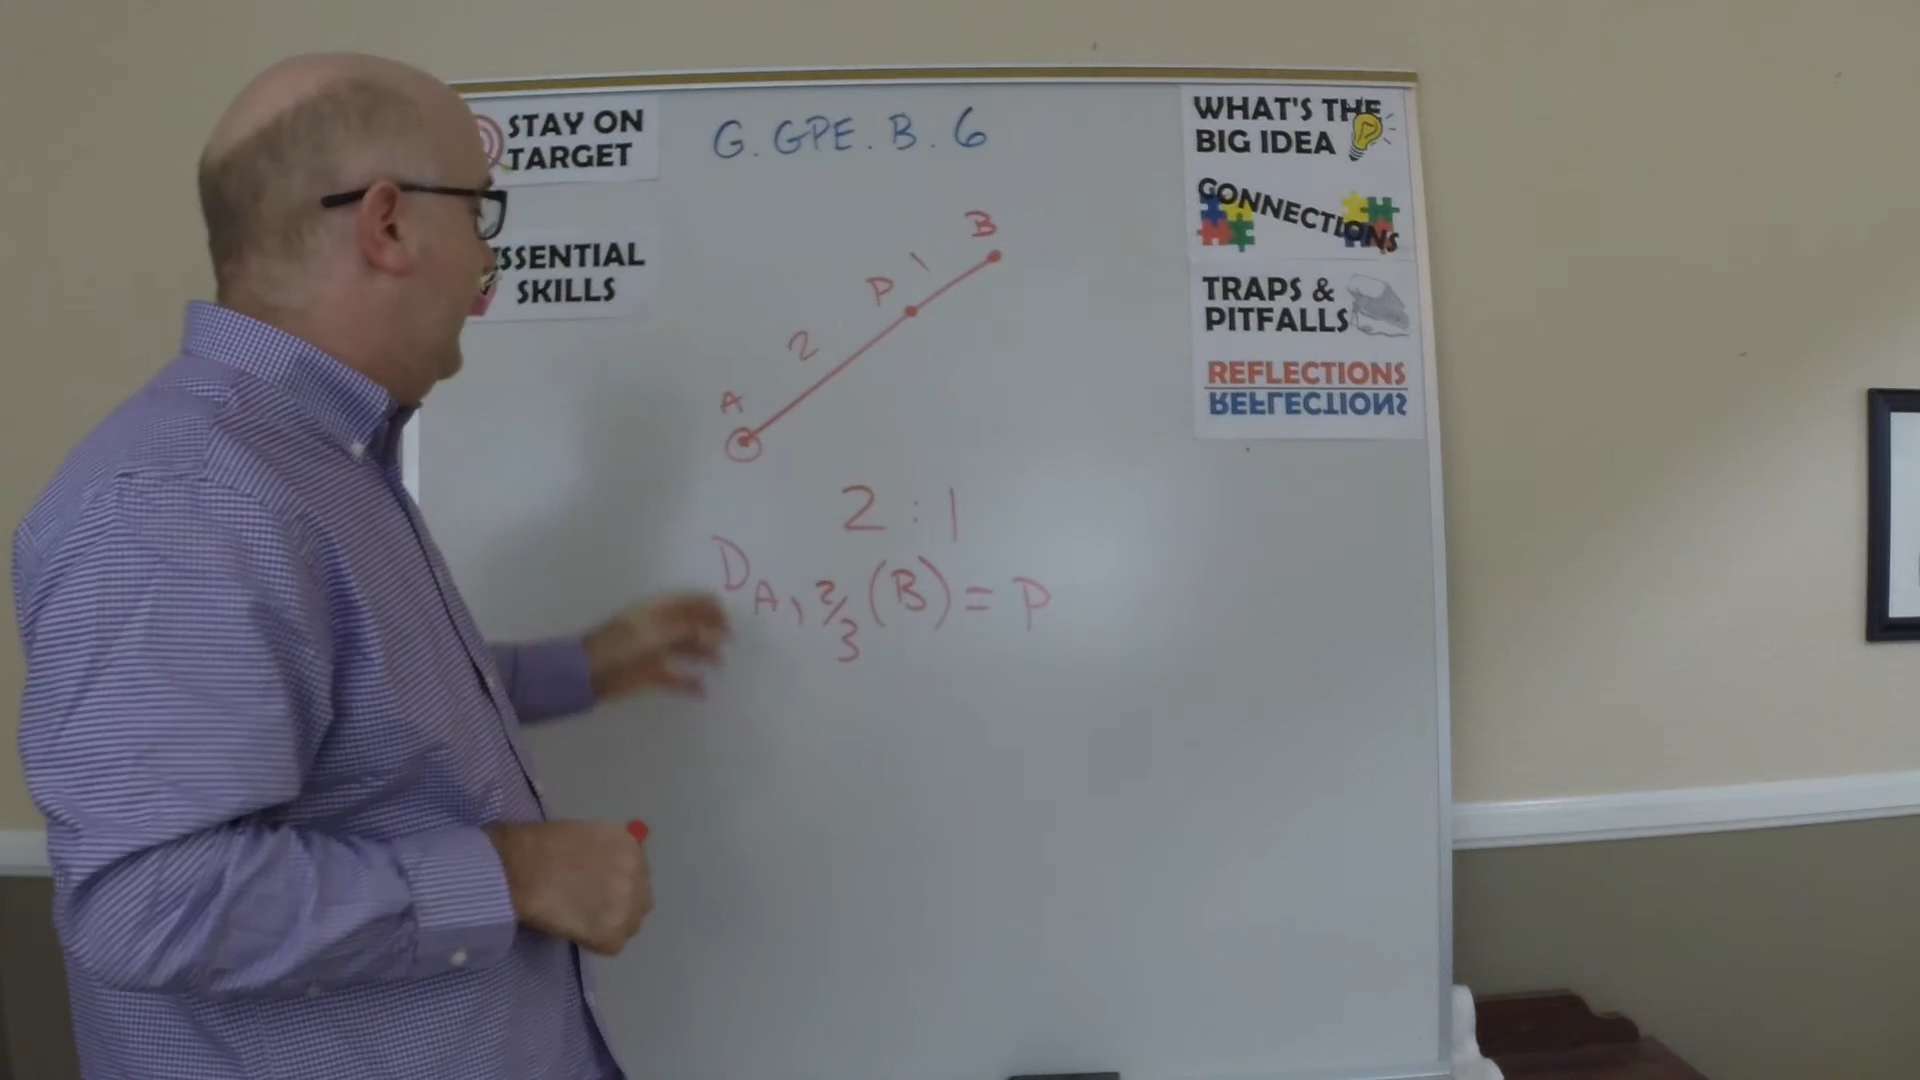 STAY ON
TARGET
ESSENTIAL
SKILLS
G.GPE.B.6
B
1
P
2
A
2:1
D_A, 2/3 (B) = P
WHAT'S THE
BIG IDEA
CONNECTIONS
TRAPS &
PITFALLS
REFLECTIONS
REFLECTIONS